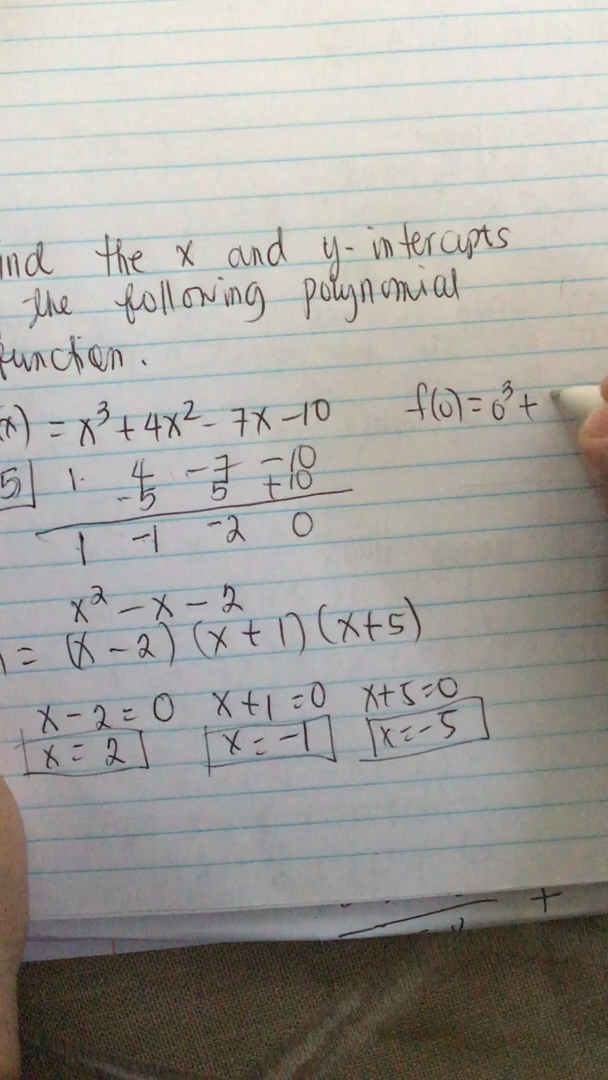 ind the x and y-intercepts
the following polynomial
function.
x) = x³ + 4x² - 7x - 10
f(0) = 0³ +
5| 1 4 -7 -10
-5 5 +10
1 -1 -2 0
x² - x - 2
) = (x - 2) (x + 1) (x+5)
x - 2 = 0 x + 1 = 0 x+5=0
x = 2 x = -1 x=-5
+